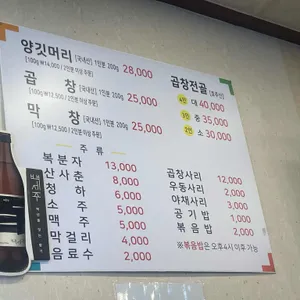 양깃머리 [국내산] 1인분 200g 28,000
[100g ₩14,000 / 2인분 이상 주문]
곱 창 [국내산] 1인분 200g 25,000
[100g ₩12,500 / 2인분 이상 주문]
막 창 [국내산] 1인분 200g 25,000
[100g ₩12,500 / 2인분 이상 주문]
곱창전골
대 40,000
중 35,000
소 30,000
주 류
복분자 13,000
산사춘 8,000
청 하 6,000
소 주 5,000
맥 주 5,000
막걸리 4,000
음료수 2,000
곱창사리 12,000
우동사리 2,000
야채사리 3,000
공기밥 1,000
볶음밥 2,000
※볶음밥은 오후4시 이후 가능